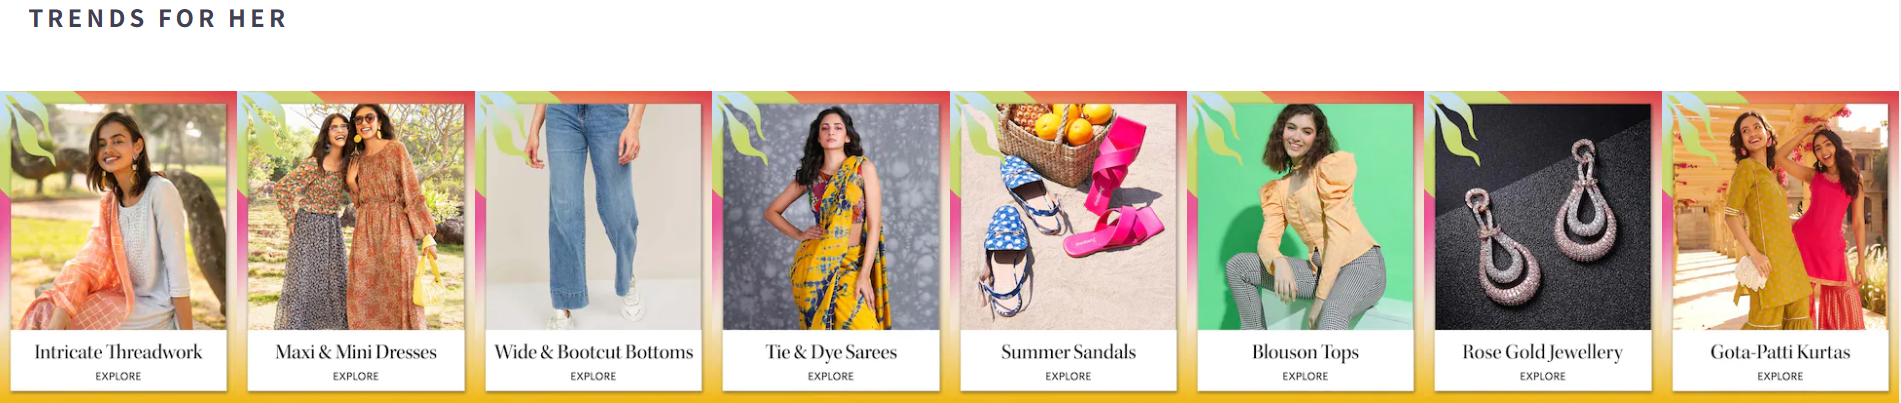 TRENDS FOR HER
Intricate Threadwork
EXPLORE
Maxi & Mini Dresses
EXPLORE
Wide & Bootcut Bottoms
EXPLORE
Tie & Dye Sarees
EXPLORE
Summer Sandals
EXPLORE
Blouson Tops
EXPLORE
Rose Gold Jewellery
EXPLORE
Gota-Patti Kurtas
EXPLORE